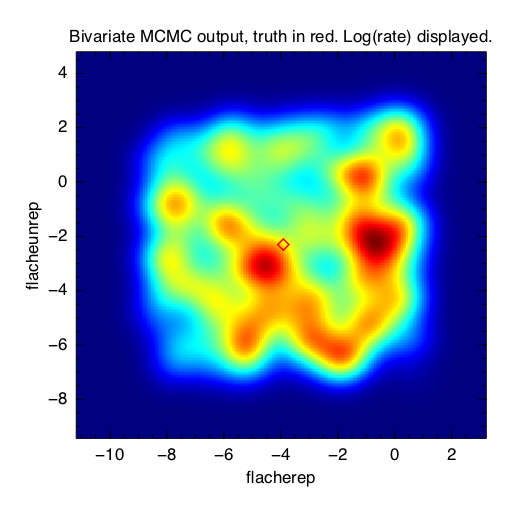 Bivariate MCMC output, truth in red. Log(rate) displayed.
4
2
0
−2
−4
−6
−8
flacheunrep
−10 −8 −6 −4 −2 0 2
flacherep